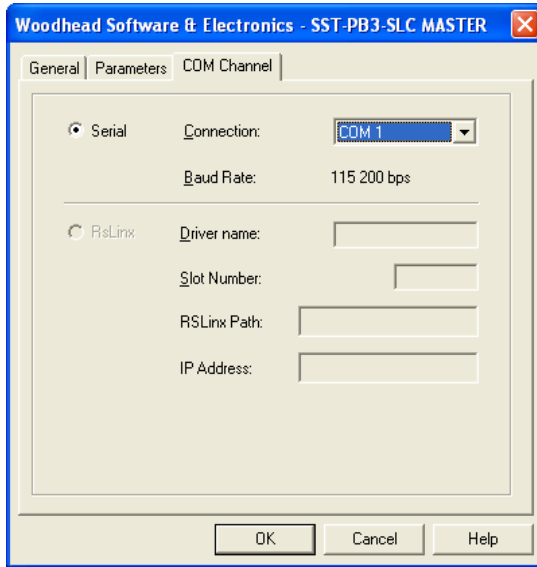 Woodhead Software & Electronics - SST-PB3-SLC MASTER
General Parameters COM Channel
Serial Connection: COM 1
Baud Rate: 115 200 bps
RsLinx Driver name:
Slot Number:
RSLinx Path:
IP Address:
OK Cancel Help